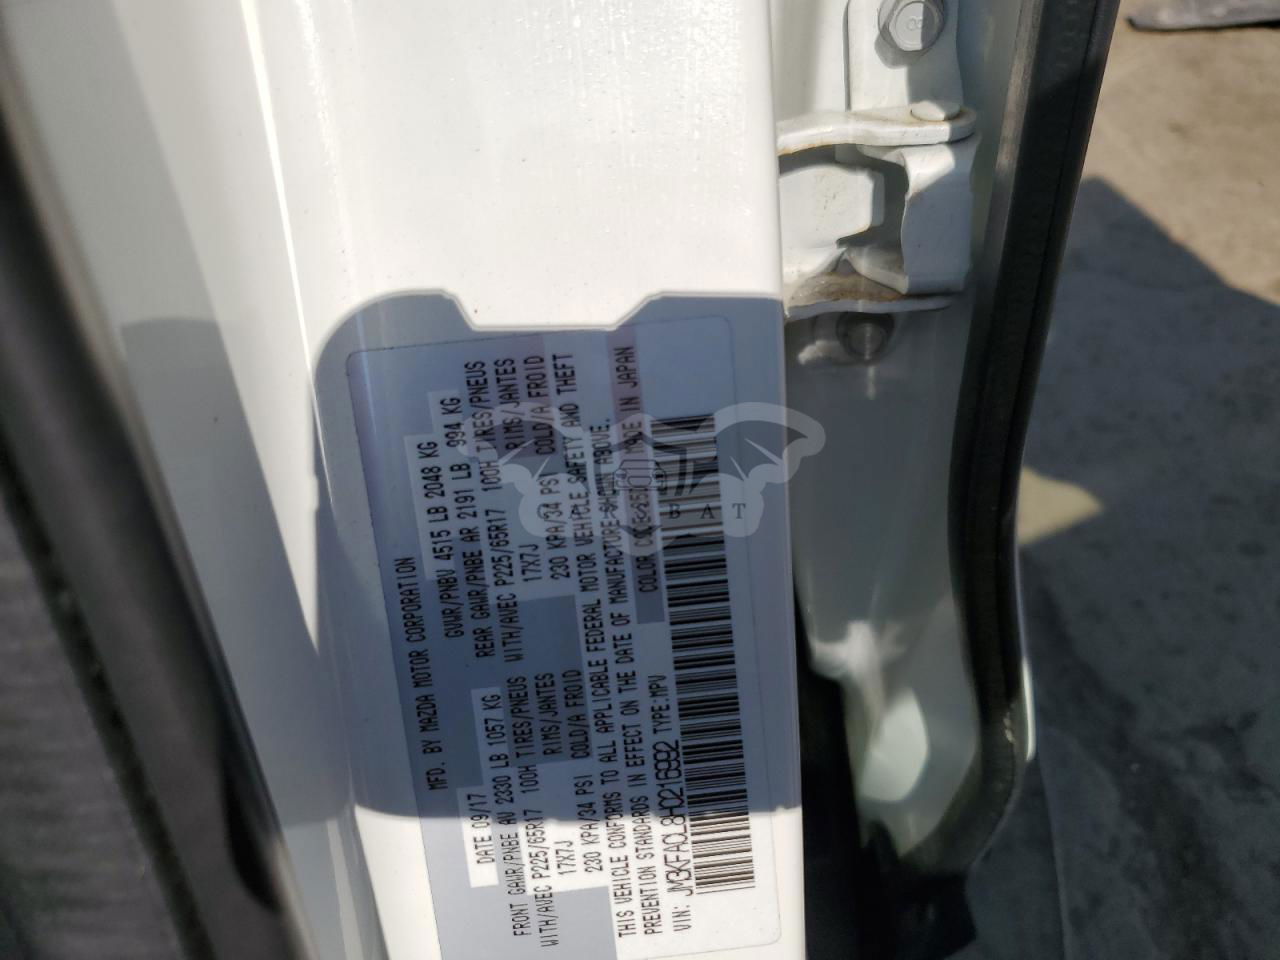 MFD. BY MAZDA MOTOR CORPORATION
DATE 09/17 GVWR/PNBV 4515 LB 2048 KG
FRONT GAWR/PNBE AV 2330 LB 1057 KG REAR GAWR/PNBE AR 2191 LB 994 KG
WITH/AVEC P225/65R17 100H TIRES/PNEUS WITH/AVEC P225/65R17 100H TIRES/PNEUS
17X7J RIMS/JANTES 17X7J RIMS/JANTES
230 KPA/34 PSI COLD/A FROID 230 KPA/34 PSI COLD/A FROID
THIS VEHICLE CONFORMS TO ALL APPLICABLE FEDERAL MOTOR VEHICLE SAFETY AND THEFT
PREVENTION STANDARDS IN EFFECT ON THE DATE OF MANUFACTURE SHOWN ABOVE.
COLOR MADE IN JAPAN
VIN: TYPE:MPV
BAT
8